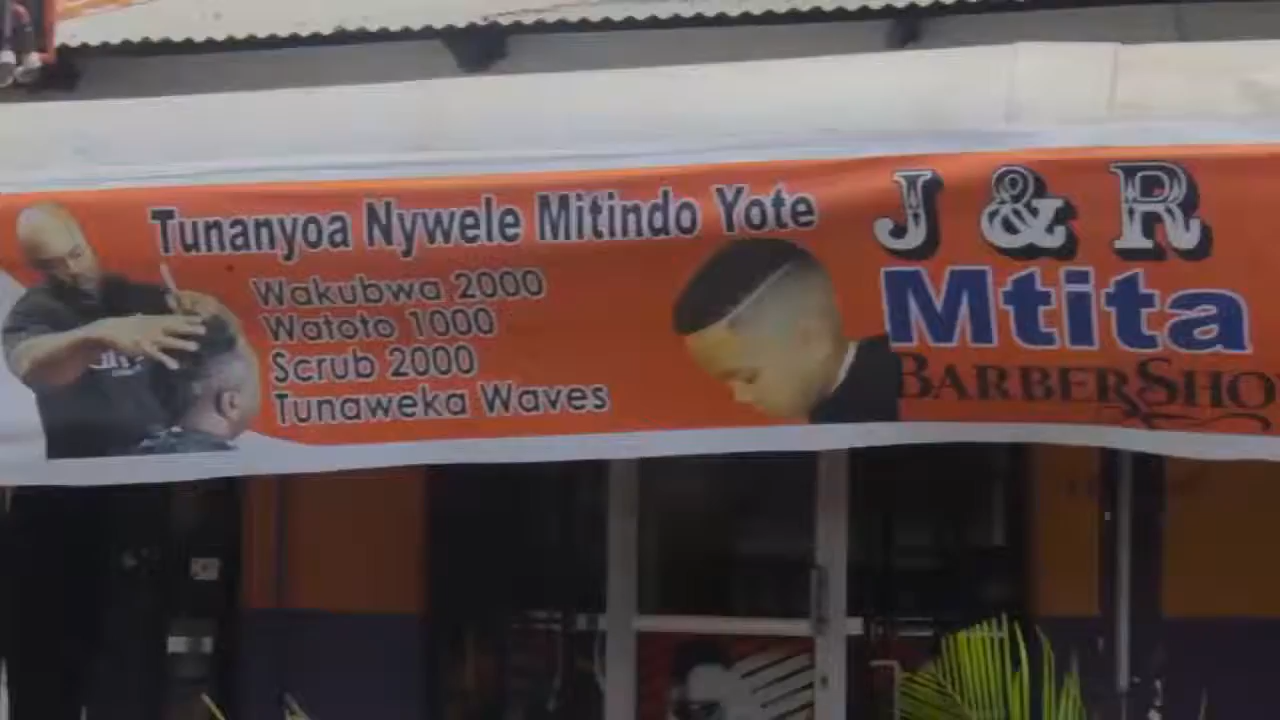 Tunanyoa Nywele Mitindo Yote
Wakubwa 2000
Watoto 1000
Scrub 2000
Tunaweka Waves
J & R
Mtita
BARBERSHO